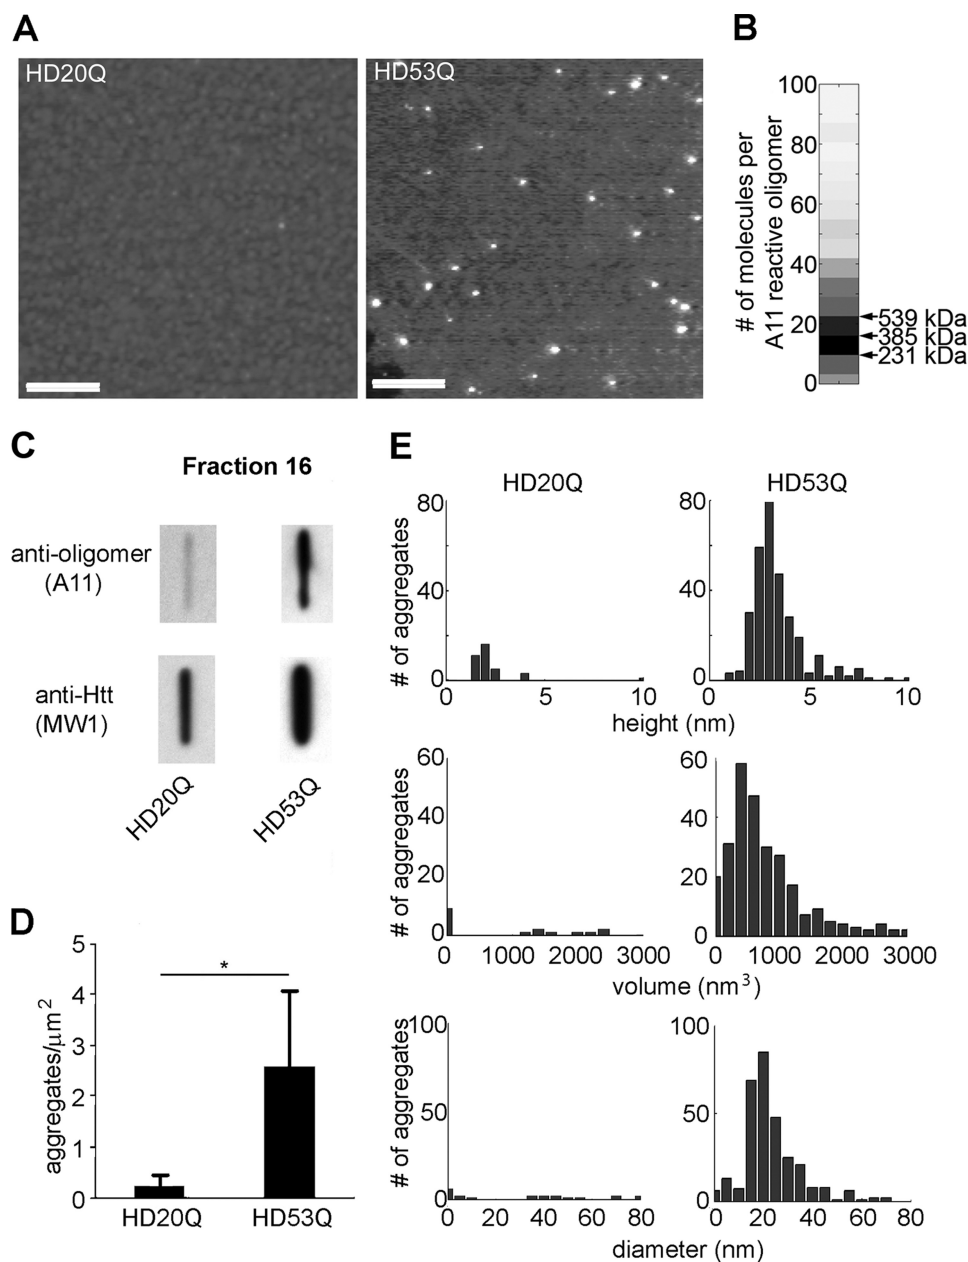 A
HD20Q
HD53Q
B
# of molecules per
A11 reactive oligomer
100
80
60
40
20
0
539 kDa
385 kDa
231 kDa
C
Fraction 16
anti-oligomer
(A11)
anti-Htt
(MW1)
HD20Q
HD53Q
D
aggregates/μm²
5
4
3
2
1
0
*
HD20Q
HD53Q
E
HD20Q
HD53Q
# of aggregates
80
40
0
0
5
10
80
40
0
0
5
10
height (nm)
# of aggregates
60
40
20
0
0
1000
2000
3000
60
40
20
0
0
1000
2000
3000
volume (nm³)
# of aggregates
100
50
0
0
20
40
60
80
100
50
0
0
20
40
60
80
diameter (nm)